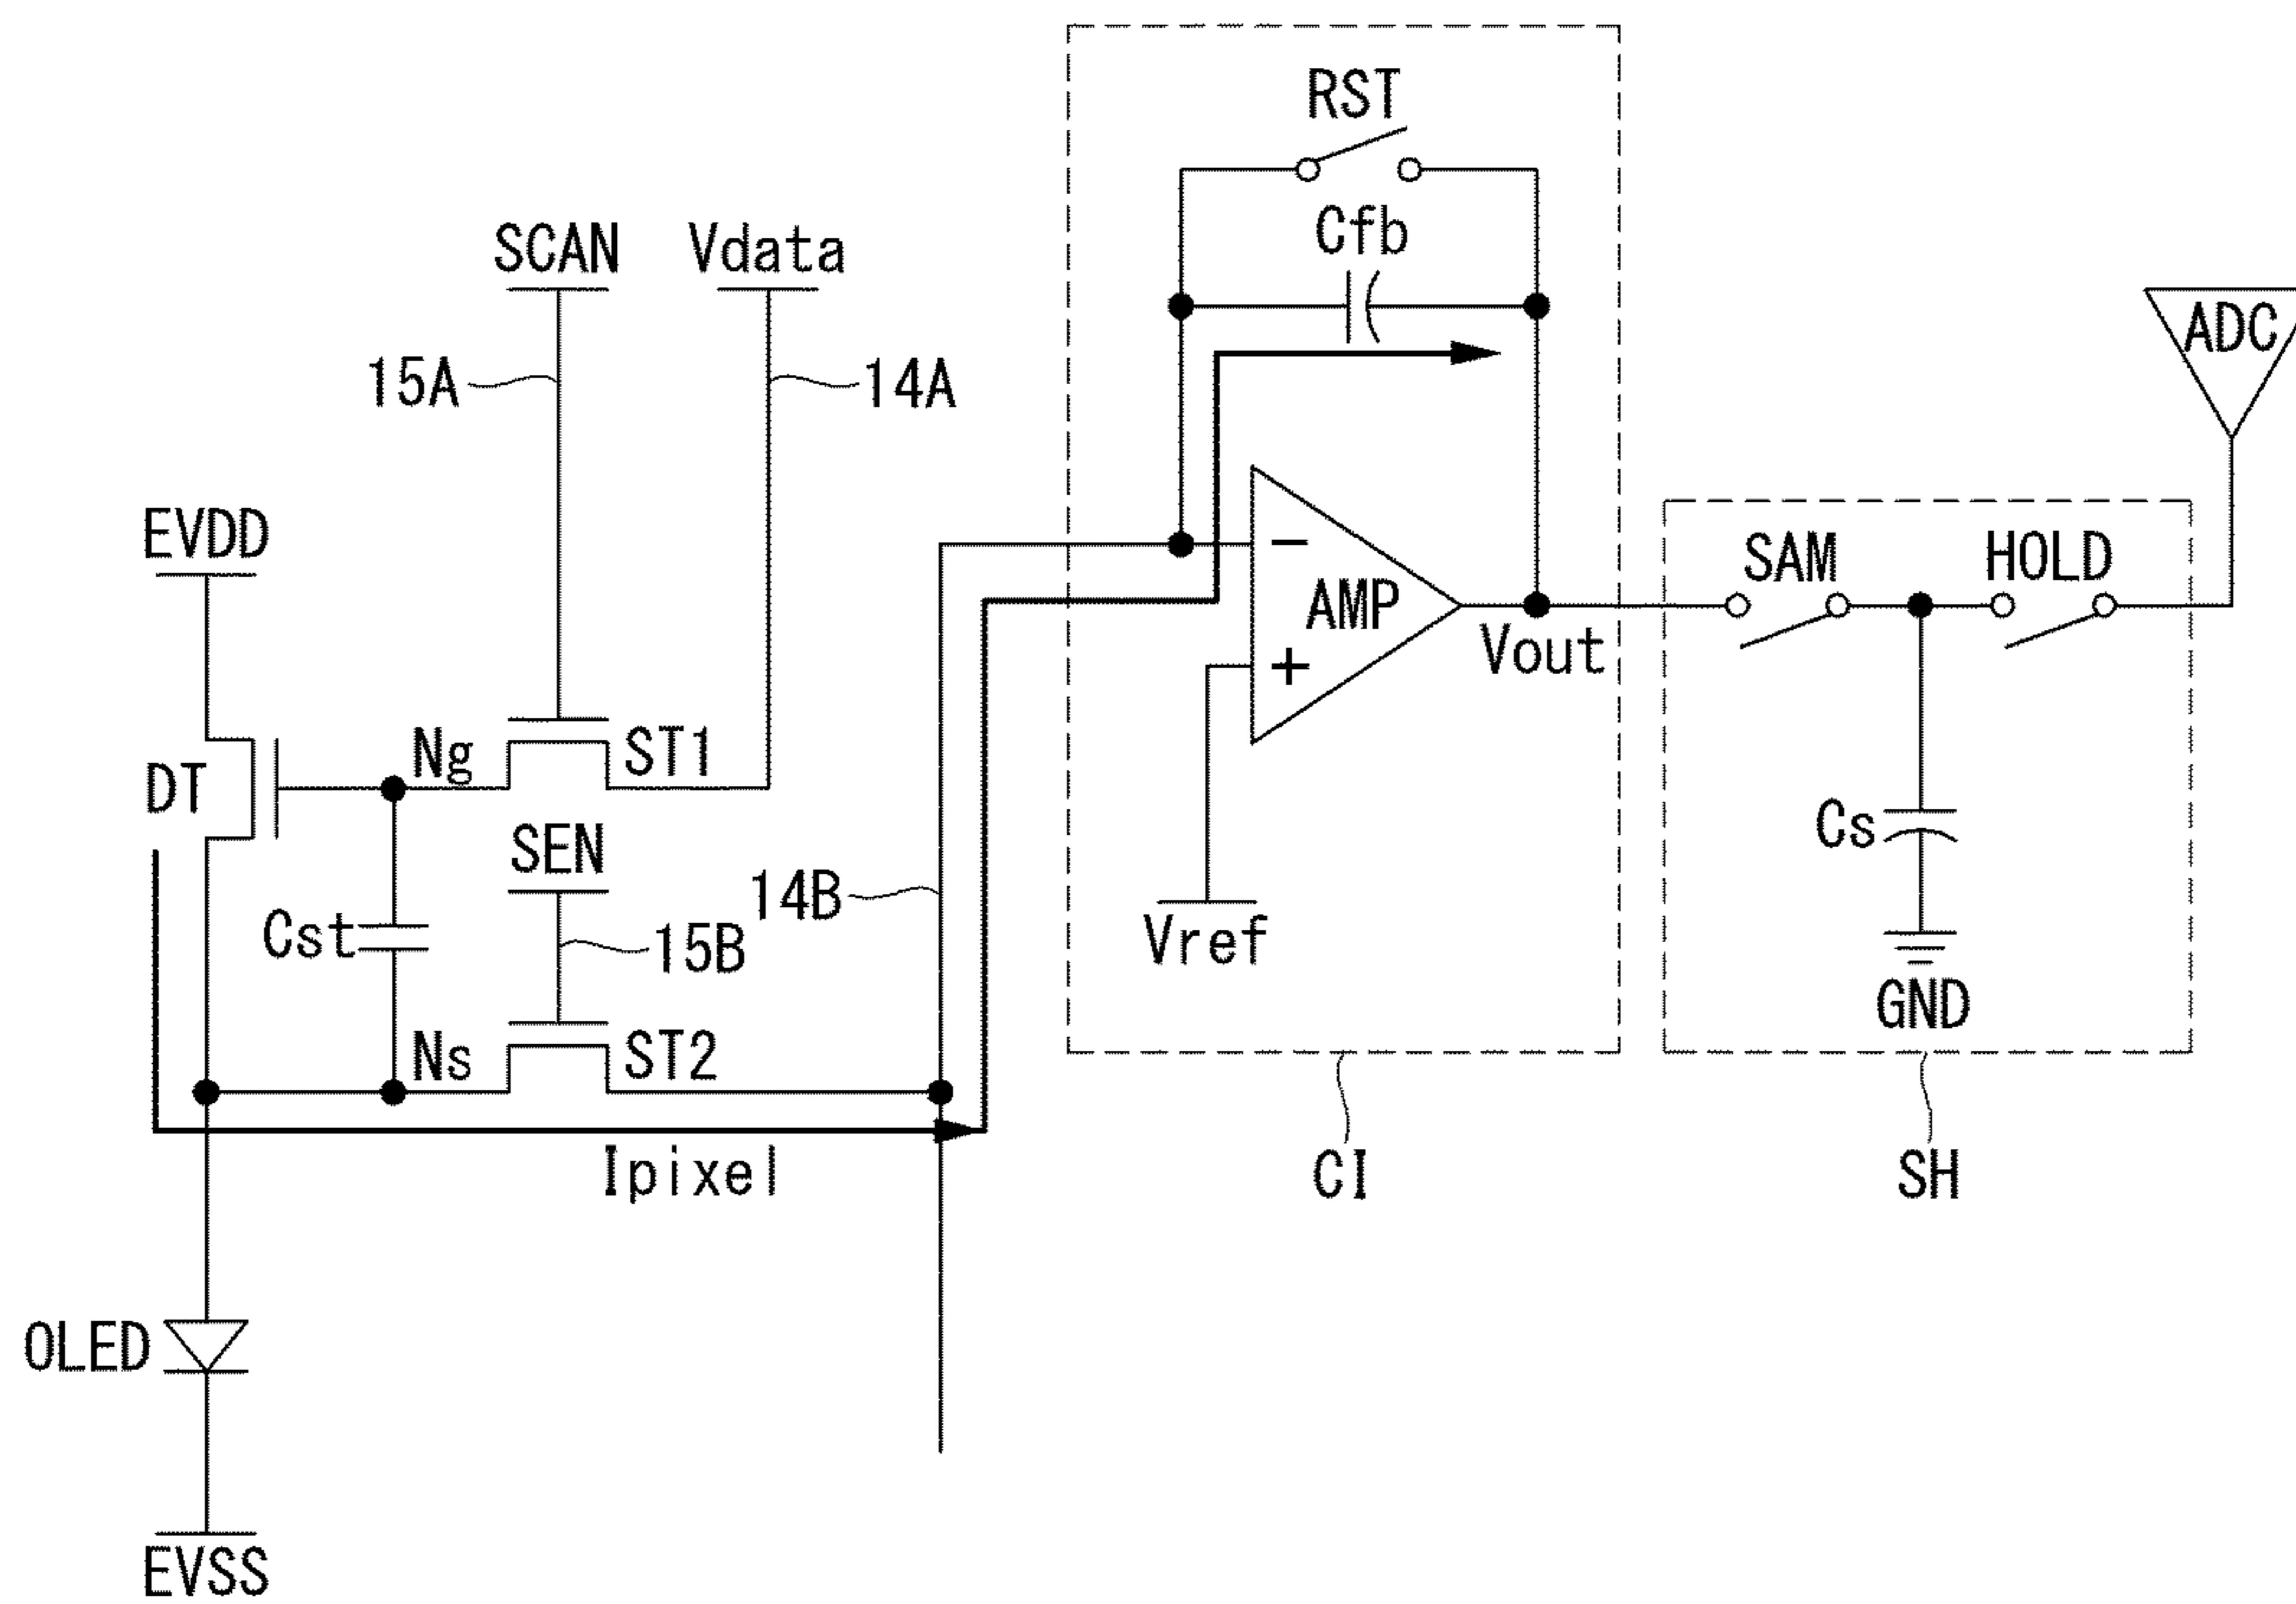 RST
Cfb
SCAN
Vdata
ADC
15A
14A
EVDD
SAM
HOLD
−
AMP
+
Vout
Ng
ST1
DT
SEN
Cs
14B
Cst
15B
Vref
GND
Ns
ST2
Ipixel
CI
SH
OLED
EVSS